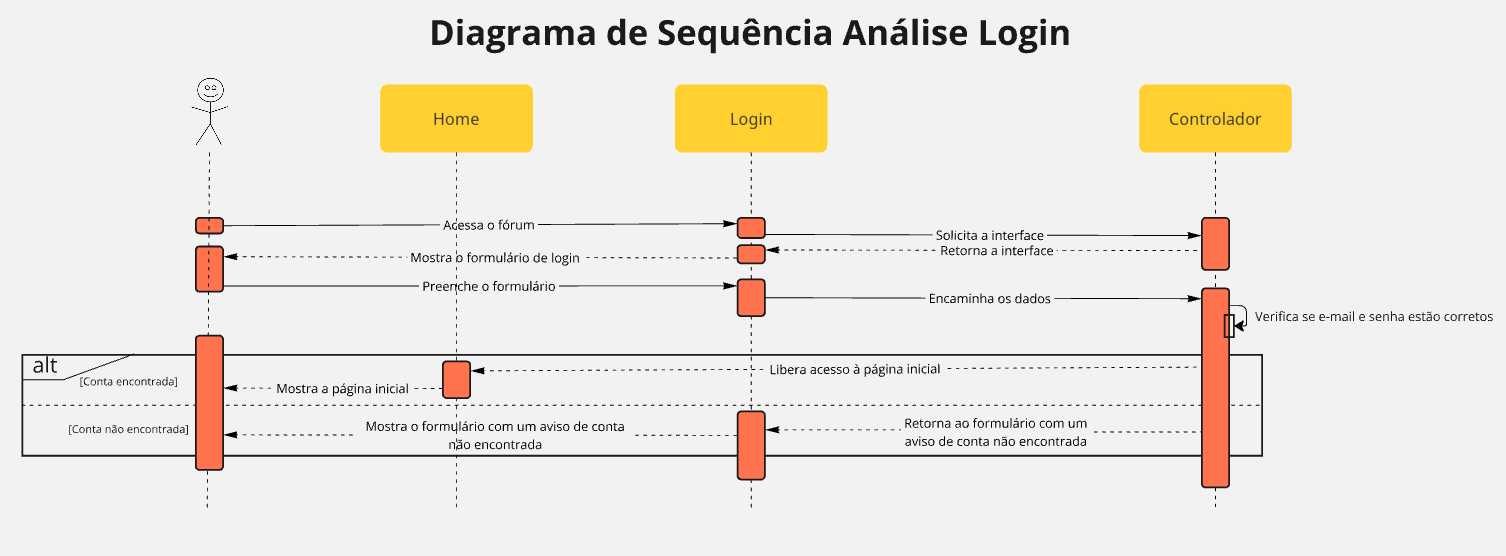 Diagrama de Sequência Análise Login
Home
Login
Controlador
Acessa o fórum
Solicita a interface
Retorna a interface
Mostra o formulário de login
Preenche o formulário
Encaminha os dados
Verifica se e-mail e senha estão corretos
alt
[Conta encontrada]
Libera acesso à página inicial
Mostra a página inicial
[Conta não encontrada]
Mostra o formulário com um aviso de conta
não encontrada
Retorna ao formulário com um
aviso de conta não encontrada